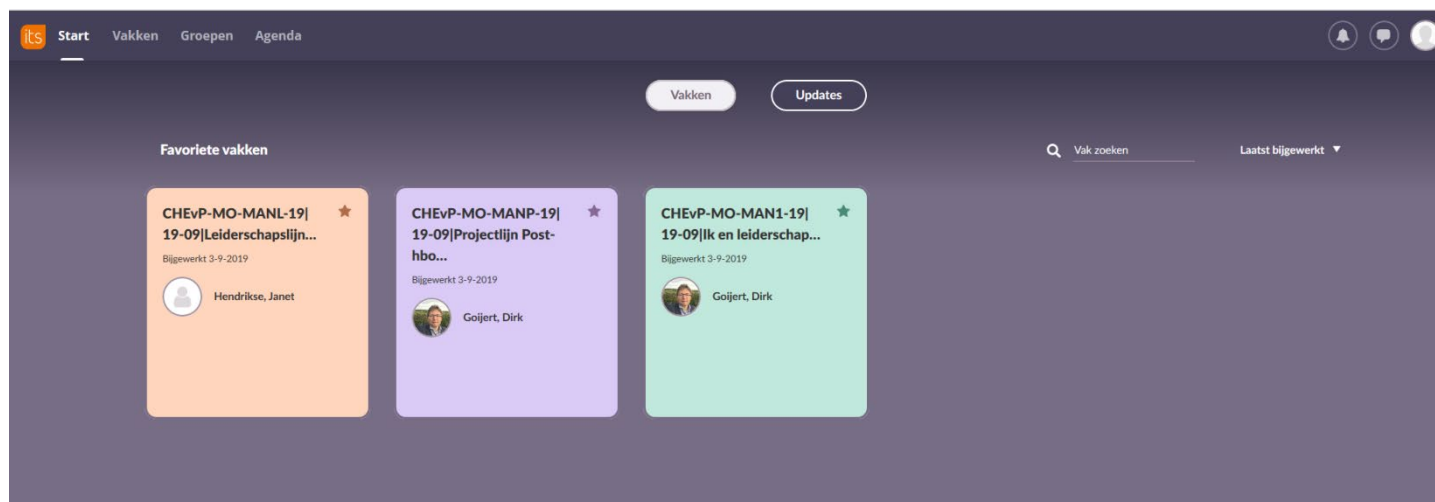 its Start Vakken Groepen Agenda
Vakken Updates
Favoriete vakken Vak zoeken Laatst bijgewerkt
CHEvP-MO-MANL-19|
19-09|Leiderschapslijn...
Bijgewerkt 3-9-2019
Hendrikse, Janet
CHEvP-MO-MANP-19|
19-09|Projectlijn Post-
hbo...
Bijgewerkt 3-9-2019
Goijert, Dirk
CHEvP-MO-MAN1-19|
19-09|Ik en leiderschap...
Bijgewerkt 3-9-2019
Goijert, Dirk